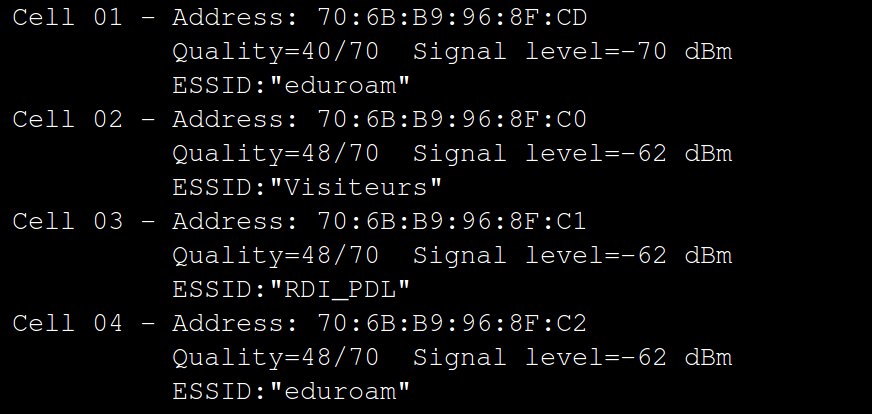 Cell 01 - Address: 70:6B:B9:96:8F:CD
Quality=40/70  Signal level=-70 dBm
ESSID:"eduroam"
Cell 02 - Address: 70:6B:B9:96:8F:C0
Quality=48/70  Signal level=-62 dBm
ESSID:"Visiteurs"
Cell 03 - Address: 70:6B:B9:96:8F:C1
Quality=48/70  Signal level=-62 dBm
ESSID:"RDI_PDL"
Cell 04 - Address: 70:6B:B9:96:8F:C2
Quality=48/70  Signal level=-62 dBm
ESSID:"eduroam"